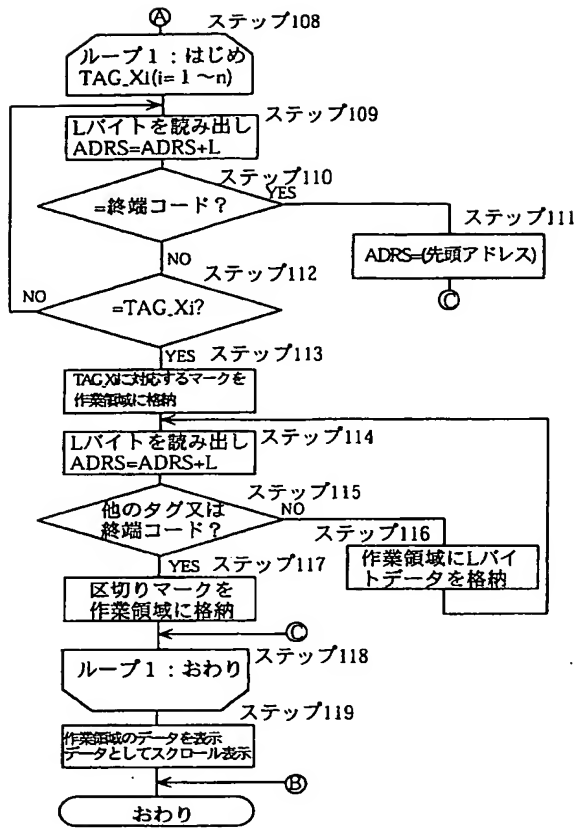 Ⓐ
ステップ108
ループ1：はじめ
TAG_Xi(i=1〜n)
ステップ109
Lバイトを読み出し
ADRS=ADRS+L
ステップ110
=終端コード？
YES
ステップ111
ADRS=(先頭アドレス)
Ⓒ
NO
ステップ112
NO
=TAG_Xi?
YES
ステップ113
TAG_Xiに対応するマークを
作業領域に格納
ステップ114
Lバイトを読み出し
ADRS=ADRS+L
ステップ115
他のタグ又は
終端コード？
NO
ステップ116
作業領域にLバイ
トデータを格納
YES
ステップ117
区切りマークを
作業領域に格納
Ⓒ
ループ1：おわり
ステップ118
ステップ119
作業領域のデータを表示
データとしてスクロール表示
Ⓑ
おわり